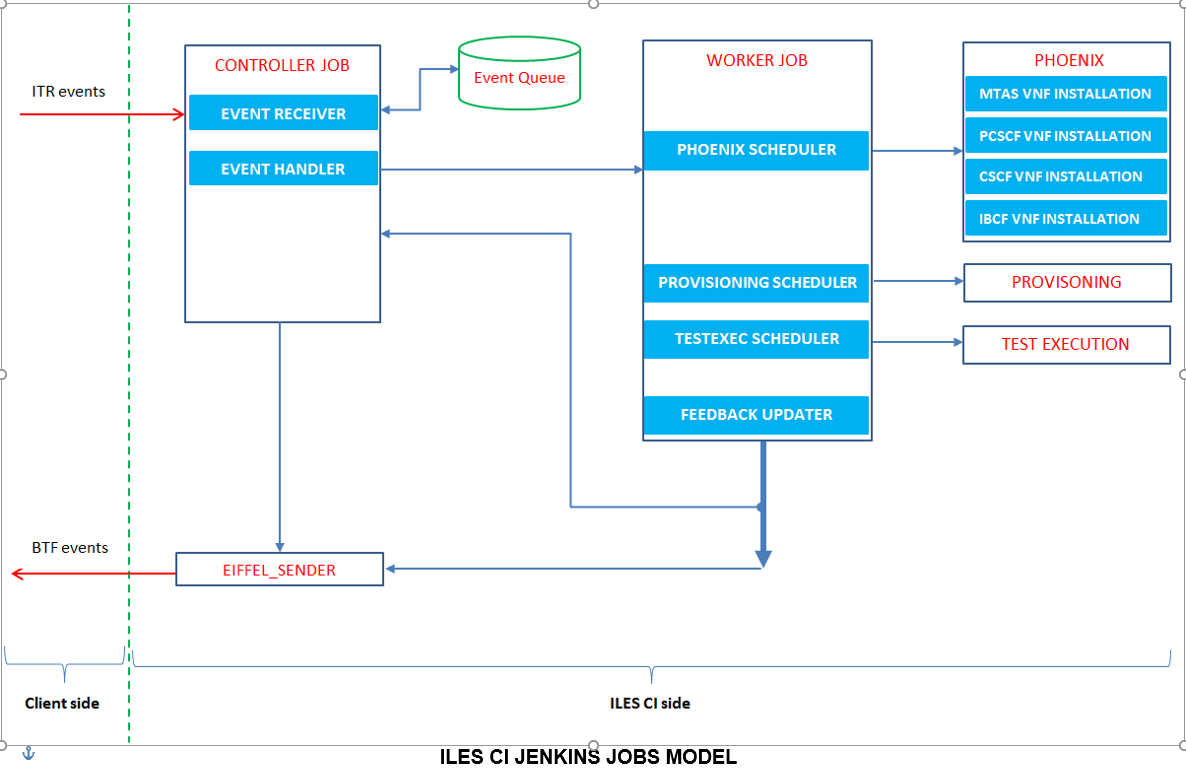 CONTROLLER JOB
ITR events
EVENT RECEIVER
EVENT HANDLER
Event Queue
WORKER JOB
PHOENIX SCHEDULER
PROVISIONING SCHEDULER
TESTEXEC SCHEDULER
FEEDBACK UPDATER
PHOENIX
MTAS VNF INSTALLATION
PCSCF VNF INSTALLATION
CSCF VNF INSTALLATION
IBCF VNF INSTALLATION
PROVISONING
TEST EXECUTION
BTF events
EIFFEL_SENDER
Client side
ILES CI side
ILES CI JENKINS JOBS MODEL